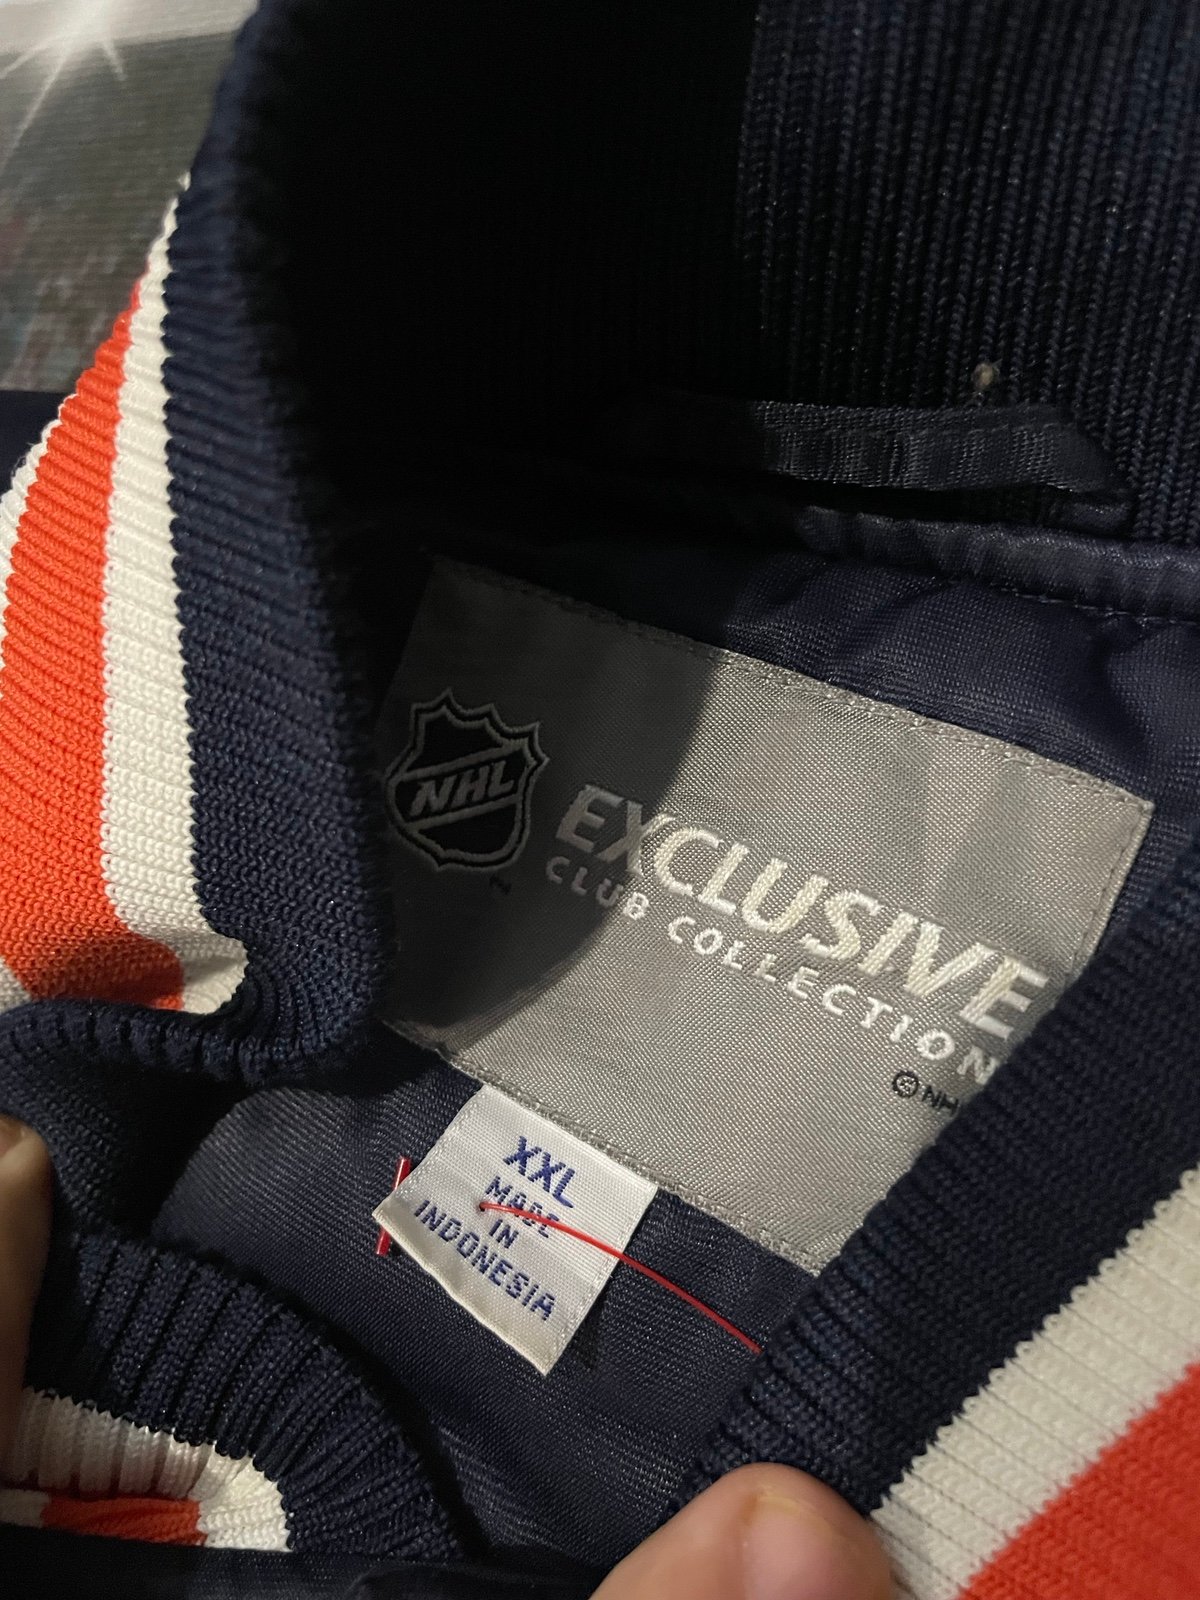 NHL
EXCLUSIVE
CLUB COLLECTION
XXL
MADE
IN
INDONESIA